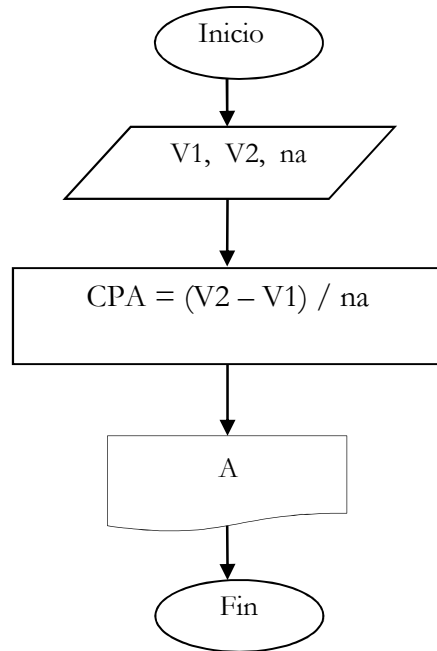 Inicio
V1, V2, na
CPA = (V2 – V1) / na
A
Fin